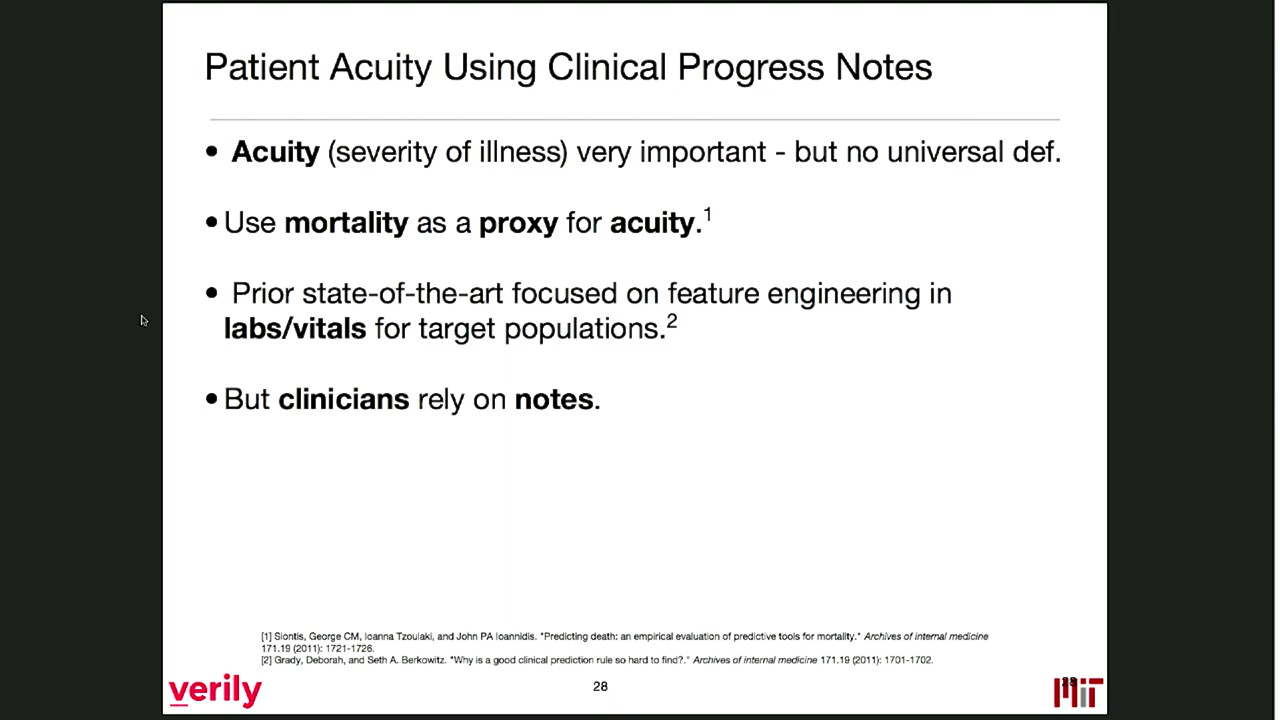 Patient Acuity Using Clinical Progress Notes
• Acuity (severity of illness) very important - but no universal def.
• Use mortality as a proxy for acuity.1
• Prior state-of-the-art focused on feature engineering in
labs/vitals for target populations.2
• But clinicians rely on notes.
[1] Siontis, George CM, Ioanna Tzoulaki, and John PA Ioannidis. "Predicting death: an empirical evaluation of predictive tools for mortality." Archives of internal medicine
171.19 (2011): 1721-1726.
[2] Grady, Deborah, and Seth A. Berkowitz. "Why is a good clinical prediction rule so hard to find?." Archives of internal medicine 171.19 (2011): 1701-1702.
verily
28
28
MIT